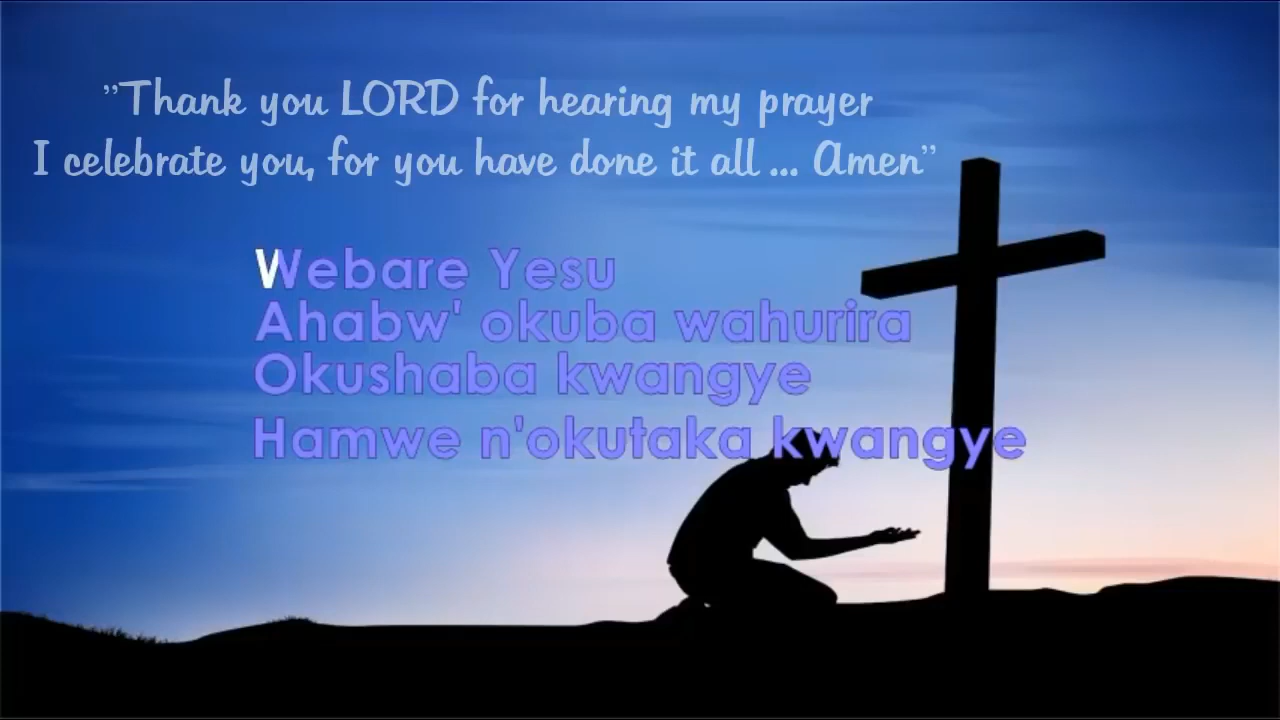 ”Thank you LORD for hearing my prayer
I celebrate you, for you have done it all ... Amen”
Webare Yesu
Ahabw' okuba wahurira
Okushaba kwangye
Hamwe n'okutaka kwangye